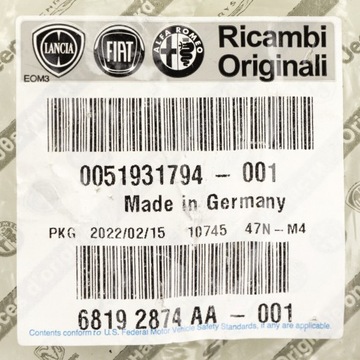 LANCIA FIAT ALFA ROMEO Ricambi
Originali
EOM3
0051931794 - 001
Made in Germany
PKG 2022/02/15 10745 47N-M4
6819 2874 AA - 001
Contents conform to U.S. Federal Motor Vehicle Safety Standards, if any are applicable.